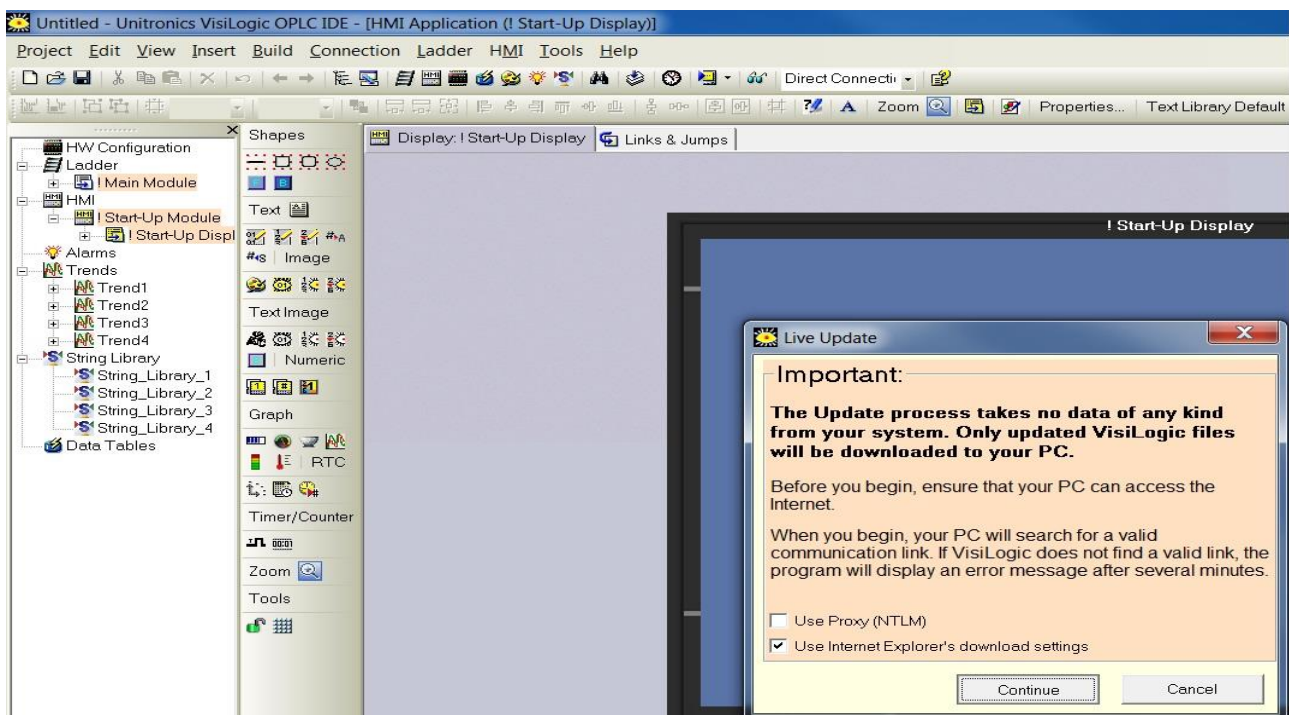 Untitled - Unitronics VisiLogic OPLC IDE - [HMI Application (! Start-Up Display)]
Project Edit View Insert Build Connection Ladder HMI Tools Help
Direct Connecti
A Zoom Properties... Text Library Default
HW Configuration
Ladder
! Main Module
HMI
! Start-Up Module
! Start-Up Displ
Alarms
Trends
Trend1
Trend2
Trend3
Trend4
String Library
String_Library_1
String_Library_2
String_Library_3
String_Library_4
Data Tables
Shapes
Text
Image
Text Image
Numeric
Graph
RTC
Timer/Counter
Zoom
Tools
Display: ! Start-Up Display
Links & Jumps
! Start-Up Display
Live Update
Important:
The Update process takes no data of any kind
from your system. Only updated VisiLogic files
will be downloaded to your PC.
Before you begin, ensure that your PC can access the
Internet.
When you begin, your PC will search for a valid
communication link. If VisiLogic does not find a valid link, the
program will display an error message after several minutes.
Use Proxy (NTLM)
Use Internet Explorer's download settings
Continue
Cancel